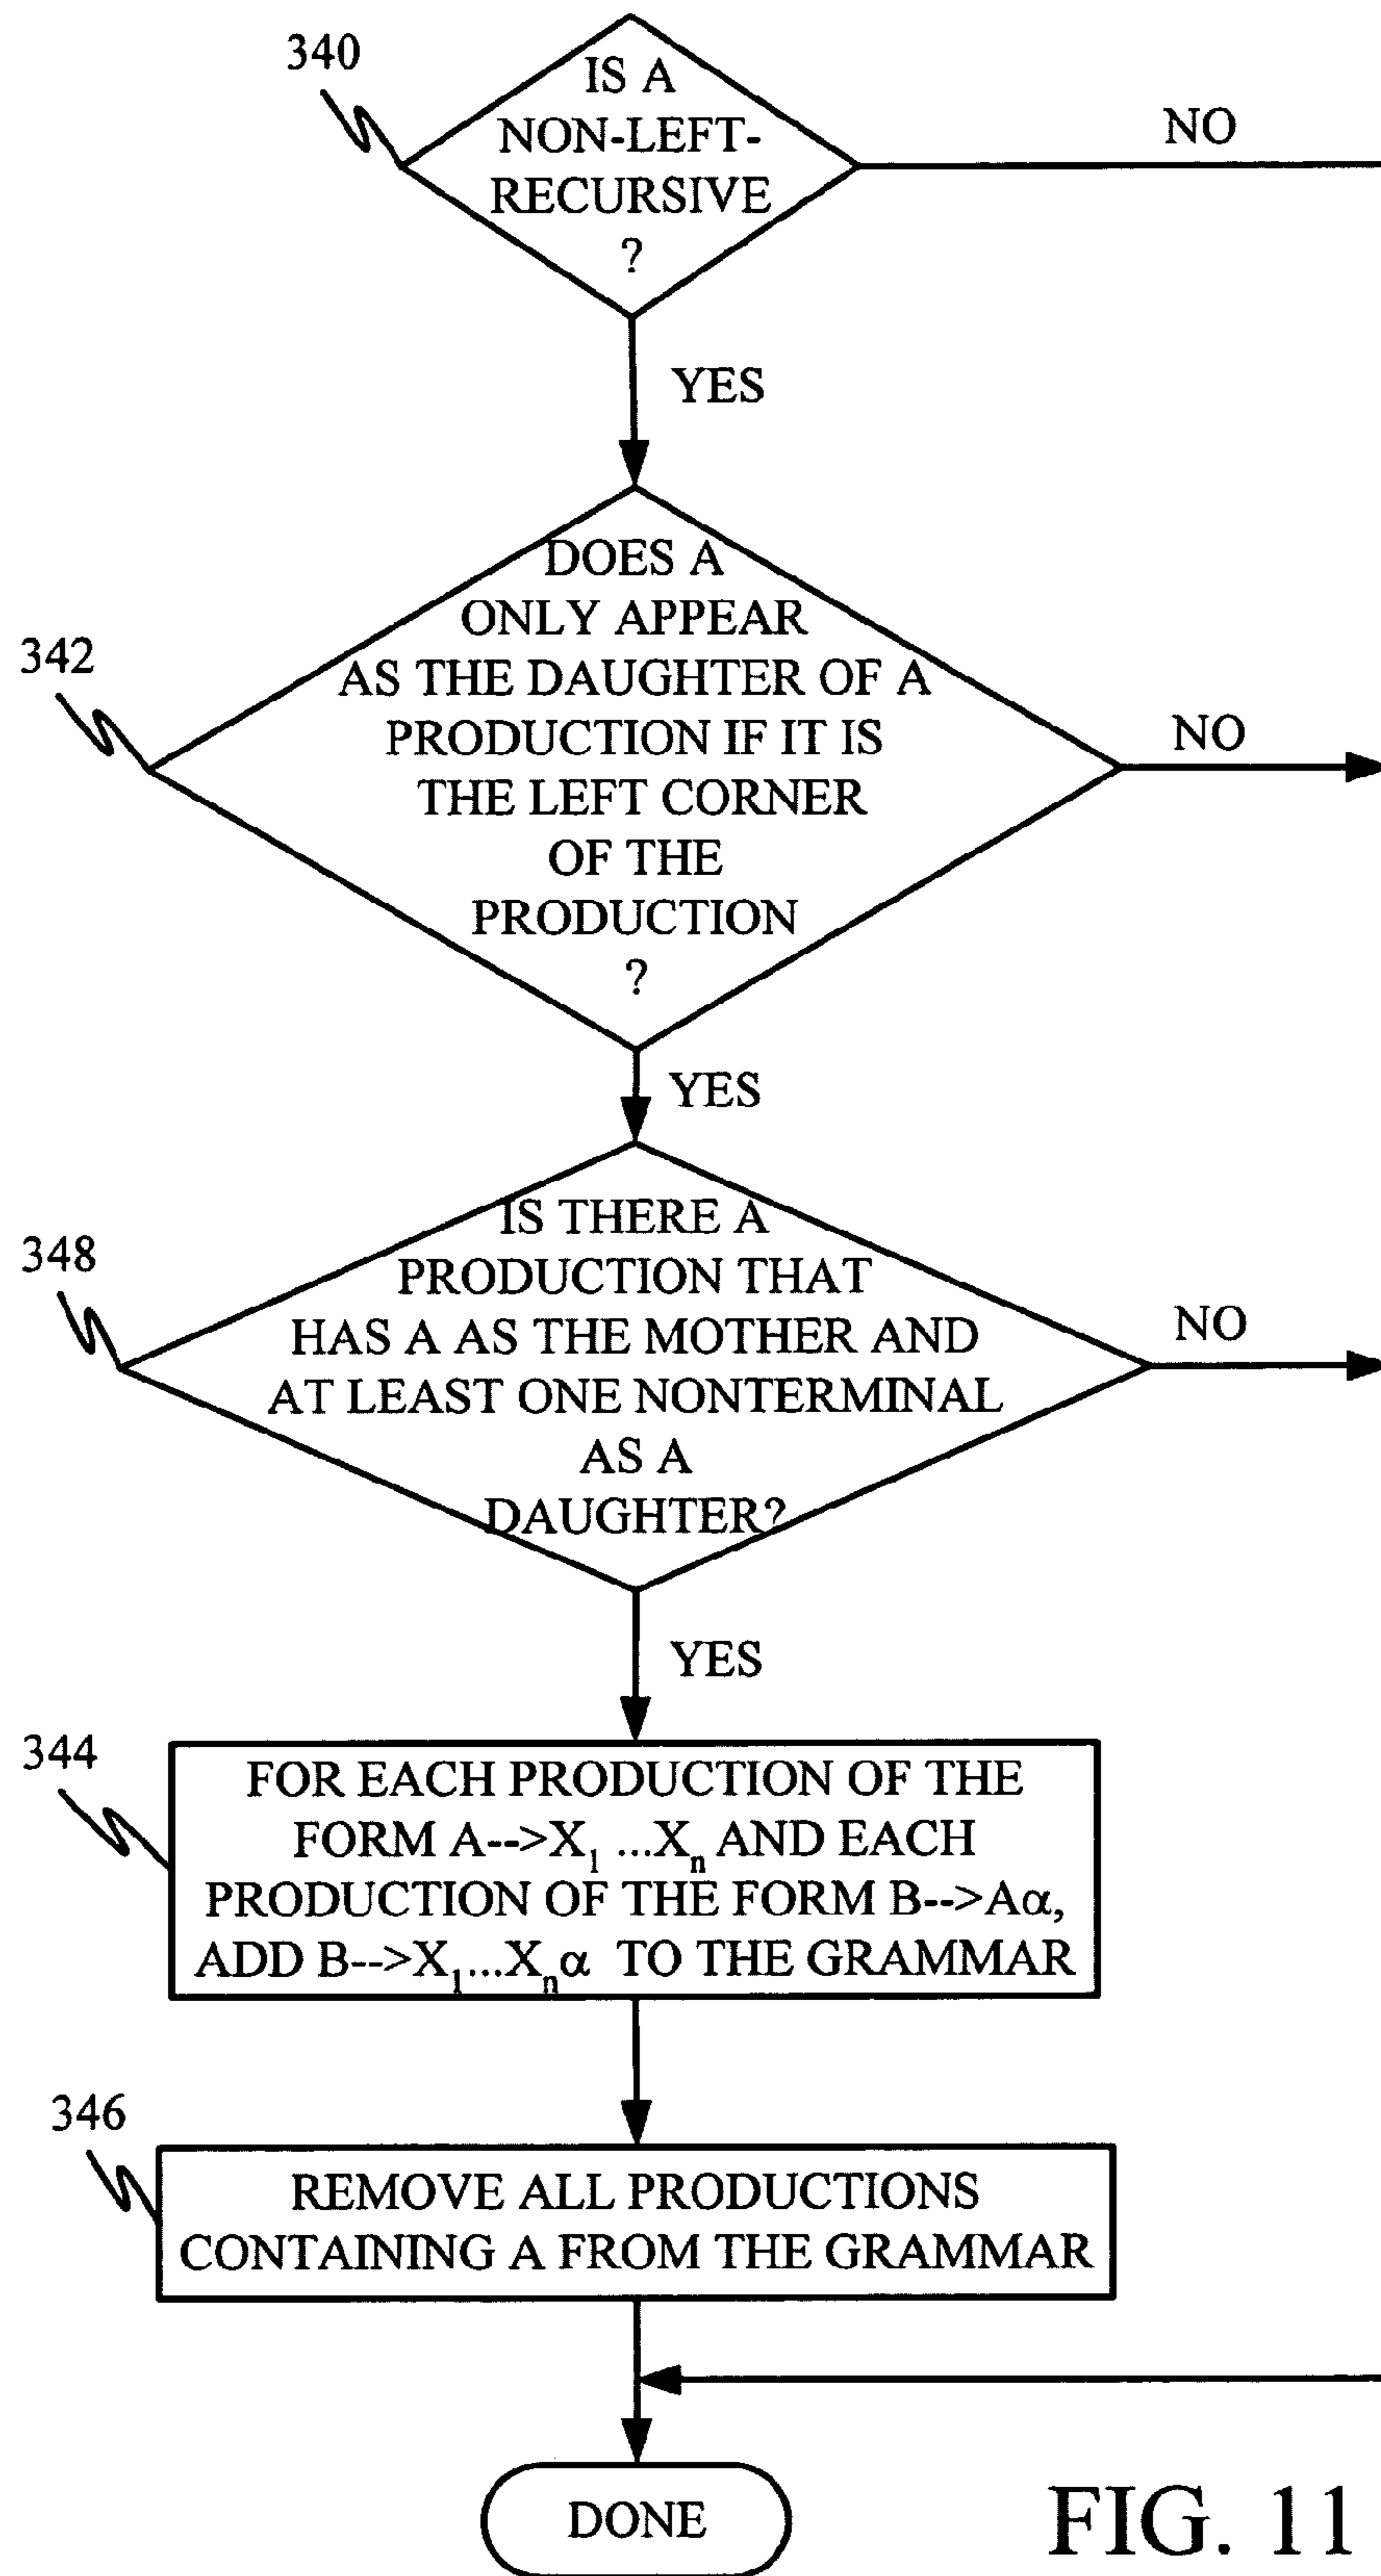 340
IS A
NON-LEFT-
RECURSIVE
?
NO
YES
342
DOES A
ONLY APPEAR
AS THE DAUGHTER OF A
PRODUCTION IF IT IS
THE LEFT CORNER
OF THE
PRODUCTION
?
NO
YES
348
IS THERE A
PRODUCTION THAT
HAS A AS THE MOTHER AND
AT LEAST ONE NONTERMINAL
AS A
DAUGHTER?
NO
YES
344
FOR EACH PRODUCTION OF THE
FORM A-->X₁ ...Xₙ AND EACH
PRODUCTION OF THE FORM B-->Aα,
ADD B-->X₁...Xₙα TO THE GRAMMAR
346
REMOVE ALL PRODUCTIONS
CONTAINING A FROM THE GRAMMAR
DONE
FIG. 11